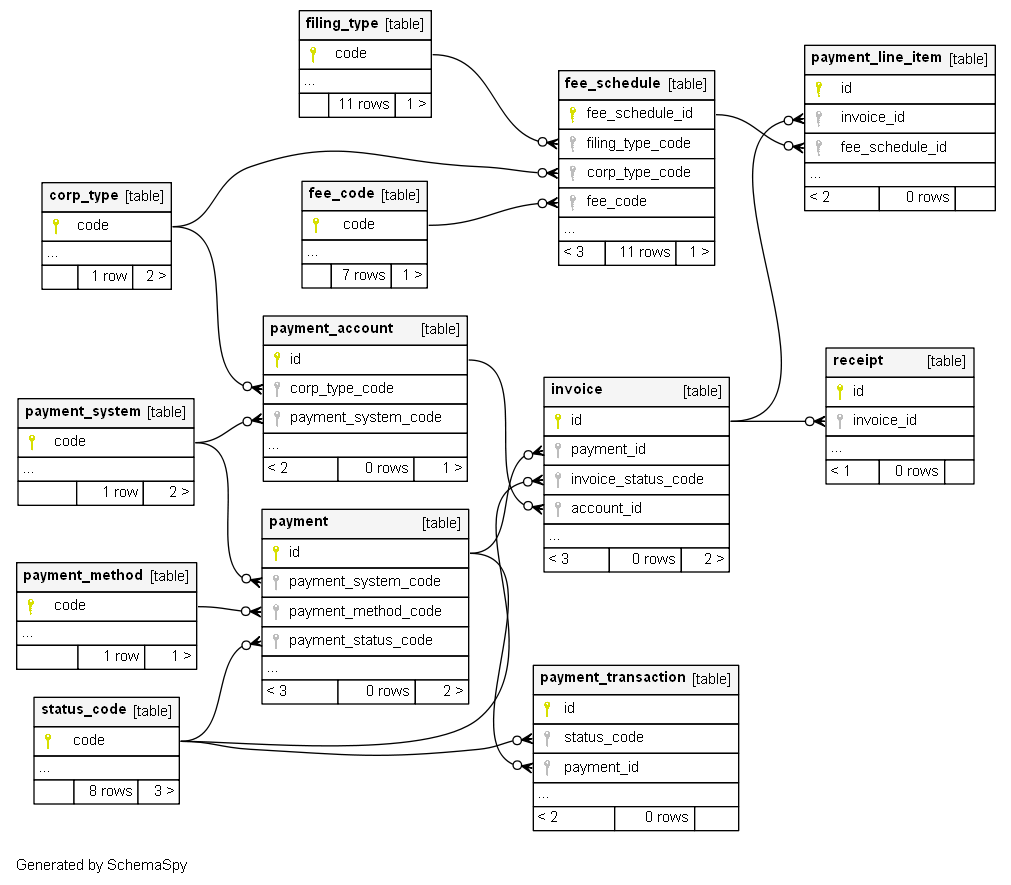 filing_type [table]
code
...
11 rows 1 >
fee_schedule [table]
fee_schedule_id
filing_type_code
corp_type_code
fee_code
...
< 3 11 rows 1 >
payment_line_item [table]
id
invoice_id
fee_schedule_id
...
< 2 0 rows
corp_type [table]
code
...
1 row 2 >
fee_code [table]
code
...
7 rows 1 >
payment_account [table]
id
corp_type_code
payment_system_code
...
< 2 0 rows 1 >
payment_system [table]
code
...
1 row 2 >
invoice [table]
id
payment_id
invoice_status_code
account_id
...
< 3 0 rows 2 >
receipt [table]
id
invoice_id
...
< 1 0 rows
payment [table]
id
payment_system_code
payment_method_code
payment_status_code
...
< 3 0 rows 2 >
payment_method [table]
code
...
1 row 1 >
status_code [table]
code
...
8 rows 3 >
payment_transaction [table]
id
status_code
payment_id
...
< 2 0 rows
Generated by SchemaSpy